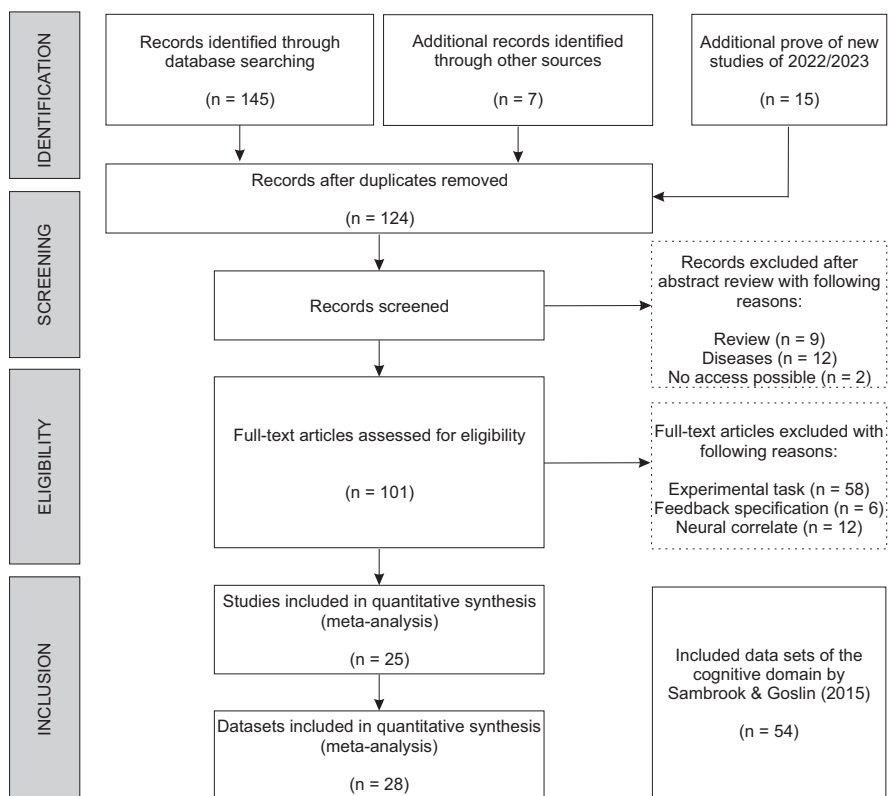 IDENTIFICATION
Records identified through
database searching
(n = 145)
Additional records identified
through other sources
(n = 7)
Additional prove of new
studies of 2022/2023
(n = 15)
Records after duplicates removed
(n = 124)
SCREENING
Records screened
Records excluded after
abstract review with following
reasons:
Review (n = 9)
Diseases (n = 12)
No access possible (n = 2)
ELIGIBILITY
Full-text articles assessed for eligibility
(n = 101)
Full-text articles excluded with
following reasons:
Experimental task (n = 58)
Feedback specification (n = 6)
Neural correlate (n = 12)
INCLUSION
Studies included in quantitative synthesis
(meta-analysis)
(n = 25)
Datasets included in quantitative synthesis
(meta-analysis)
(n = 28)
Included data sets of the
cognitive domain by
Sambrook & Goslin (2015)
(n = 54)